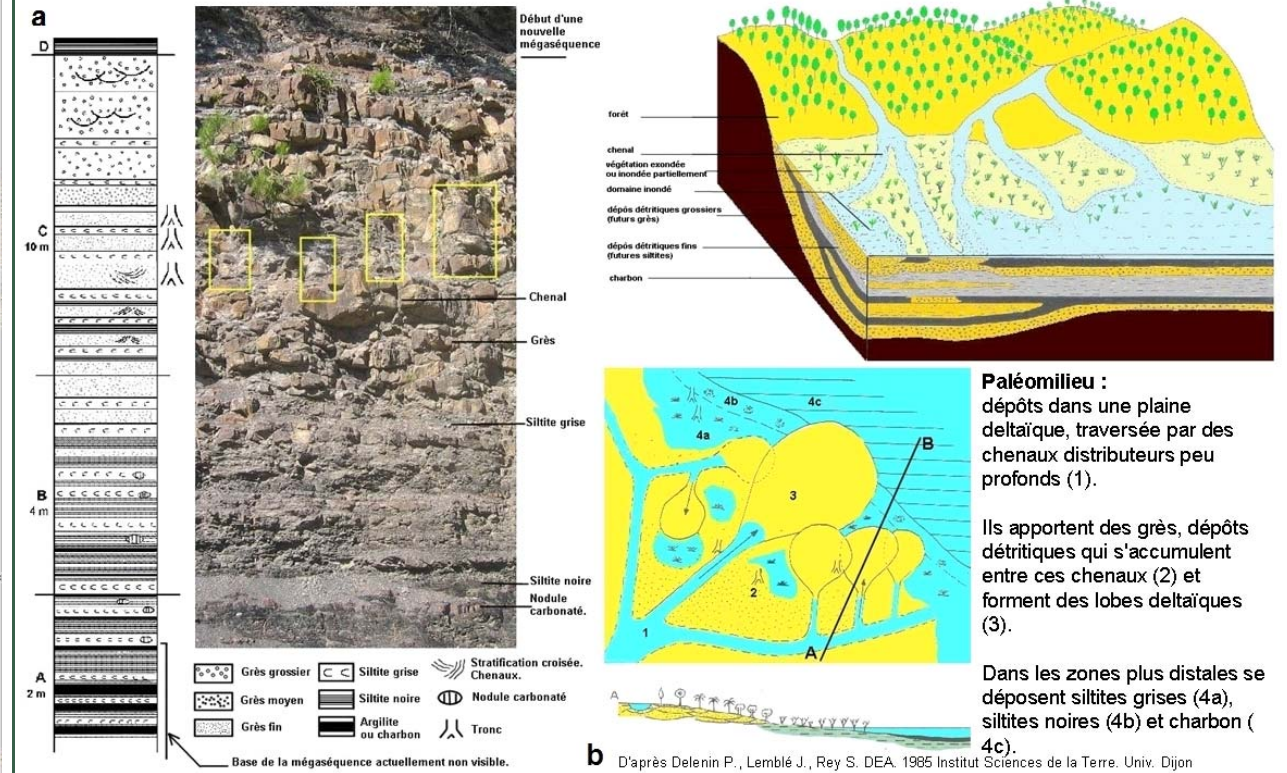 a
D
C
10 m
B
4 m
A
2 m
Début d'une
nouvelle
mégaséquence
Chenal
Grès
Siltite grise
Siltite noire
Nodule
carbonaté.
Grès grossier
Siltite grise
Stratification croisée.
Chenaux.
Grès moyen
Siltite noire
Nodule carbonaté
Grès fin
Argilite
ou charbon
Tronc
Base de la mégaséquence actuellement non visible.
forêt
chenal
végétation exondée
ou inondée partiellement
domaine inondé
dépôs détritiques grossiers
(futurs grès)
dépôs détritiques fins
(futures siltites)
charbon
4b
4c
4a
B
3
2
1
A
A
Paléomilieu :
dépôts dans une plaine
deltaïque, traversée par des
chenaux distributeurs peu
profonds (1).
Ils apportent des grès, dépôts
détritiques qui s'accumulent
entre ces chenaux (2) et
forment des lobes deltaïques
(3).
Dans les zones plus distales se
déposent siltites grises (4a),
siltites noires (4b) et charbon (
4c).
b
D'après Delenin P., Lemblé J., Rey S. DEA. 1985 Institut Sciences de la Terre. Univ. Dijon